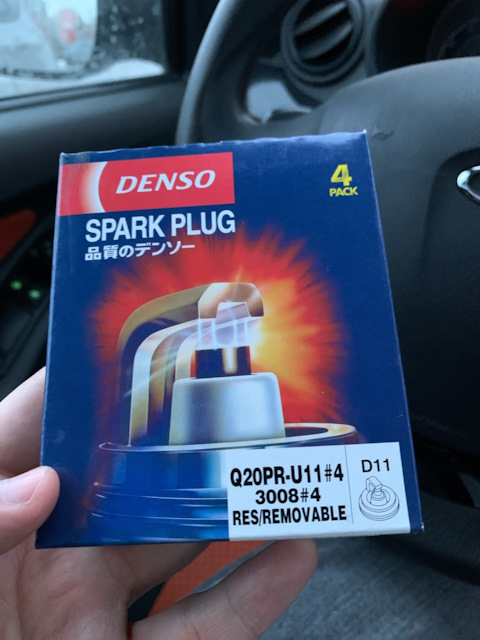 DENSO
4
PACK
SPARK PLUG
品質のデンソー
Q20PR-U11#4
3008#4
RES/REMOVABLE
D11